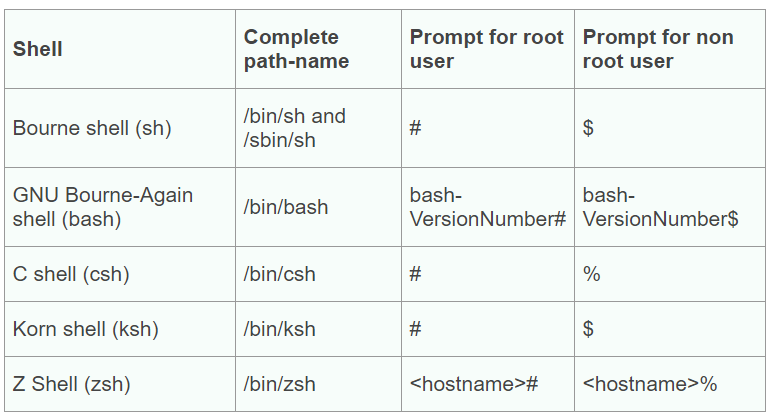 Shell
Complete
path-name
Prompt for root
user
Prompt for non
root user
Bourne shell (sh)
/bin/sh and
/sbin/sh
#
$
GNU Bourne-Again
shell (bash)
/bin/bash
bash-
VersionNumber#
bash-
VersionNumber$
C shell (csh)
/bin/csh
#
%
Korn shell (ksh)
/bin/ksh
#
$
Z Shell (zsh)
/bin/zsh
<hostname>#
<hostname>%